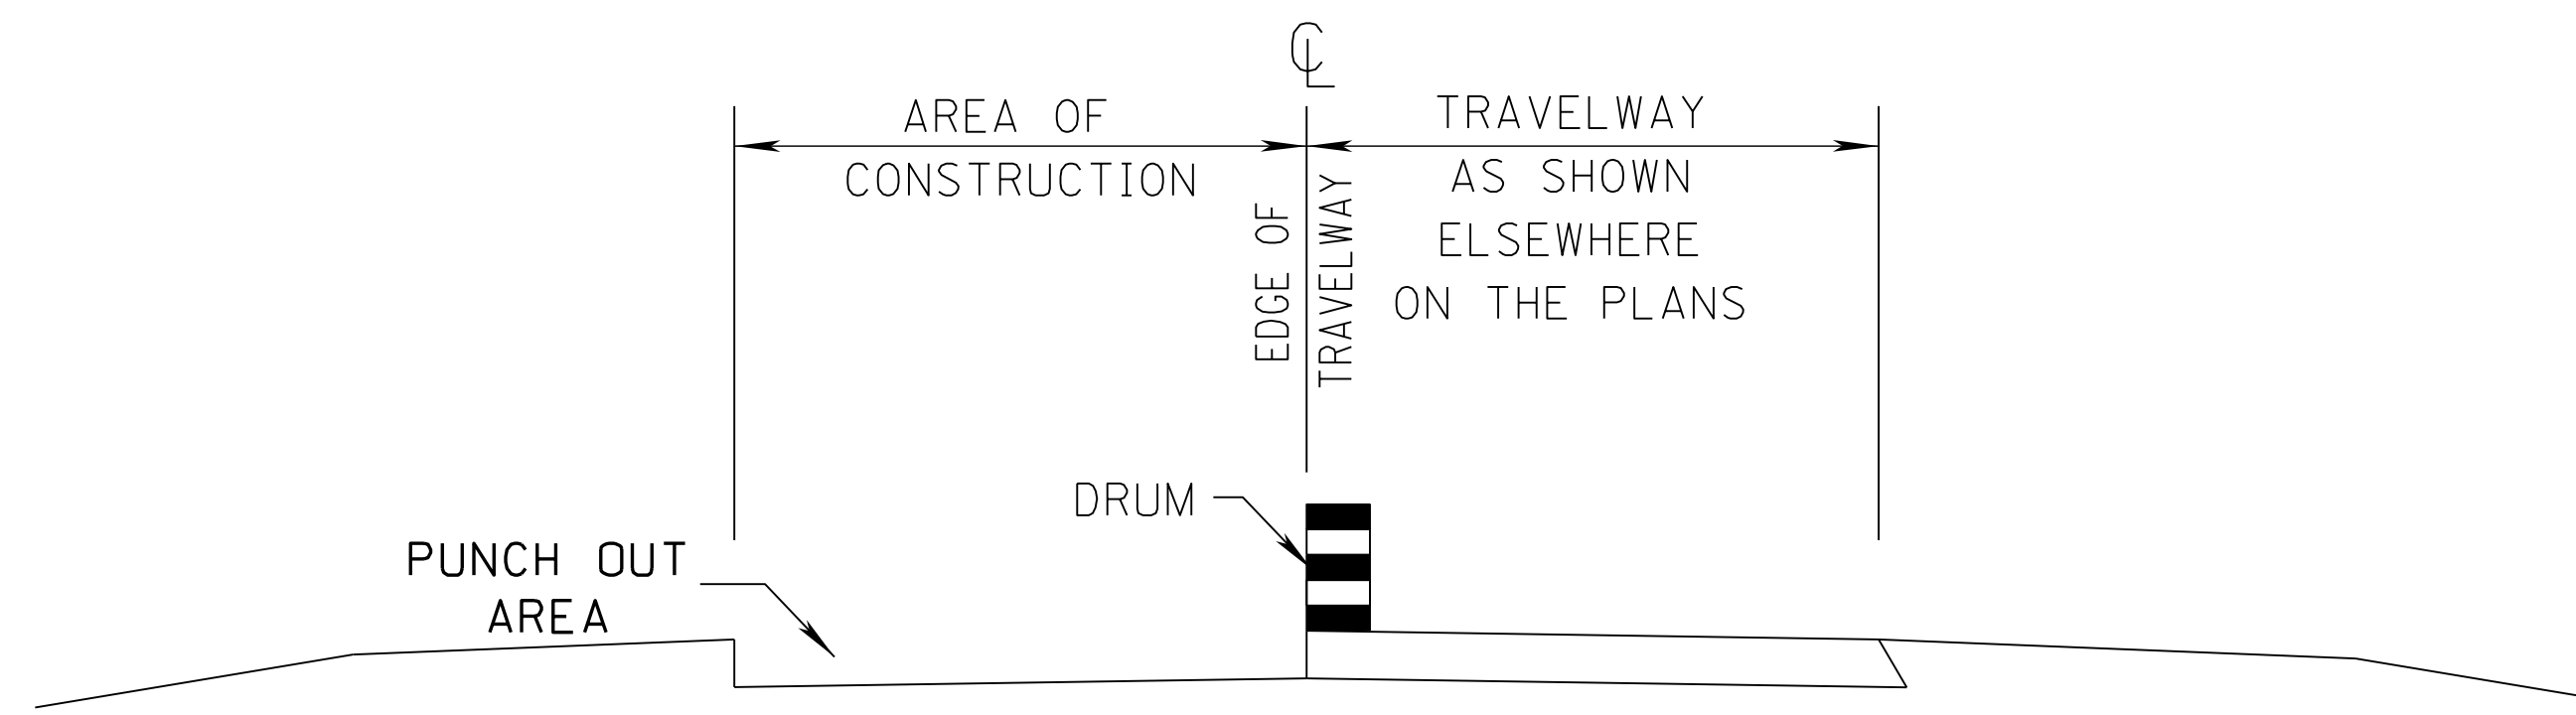 ℄
AREA OF
CONSTRUCTION
TRAVELWAY
AS SHOWN
ELSEWHERE
ON THE PLANS
EDGE OF
TRAVELWAY
DRUM
PUNCH OUT
AREA